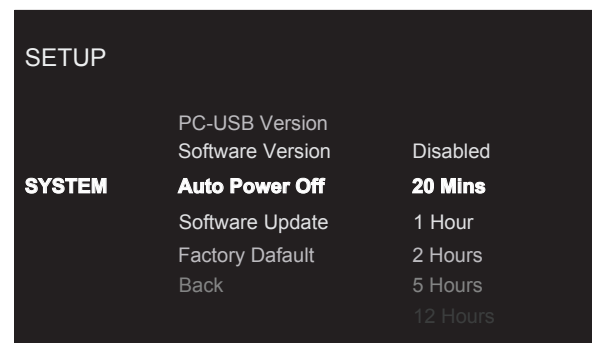 SETUP
PC-USB Version
Software Version Disabled
SYSTEM Auto Power Off 20 Mins
Software Update 1 Hour
Factory Dafault 2 Hours
Back 5 Hours
12 Hours